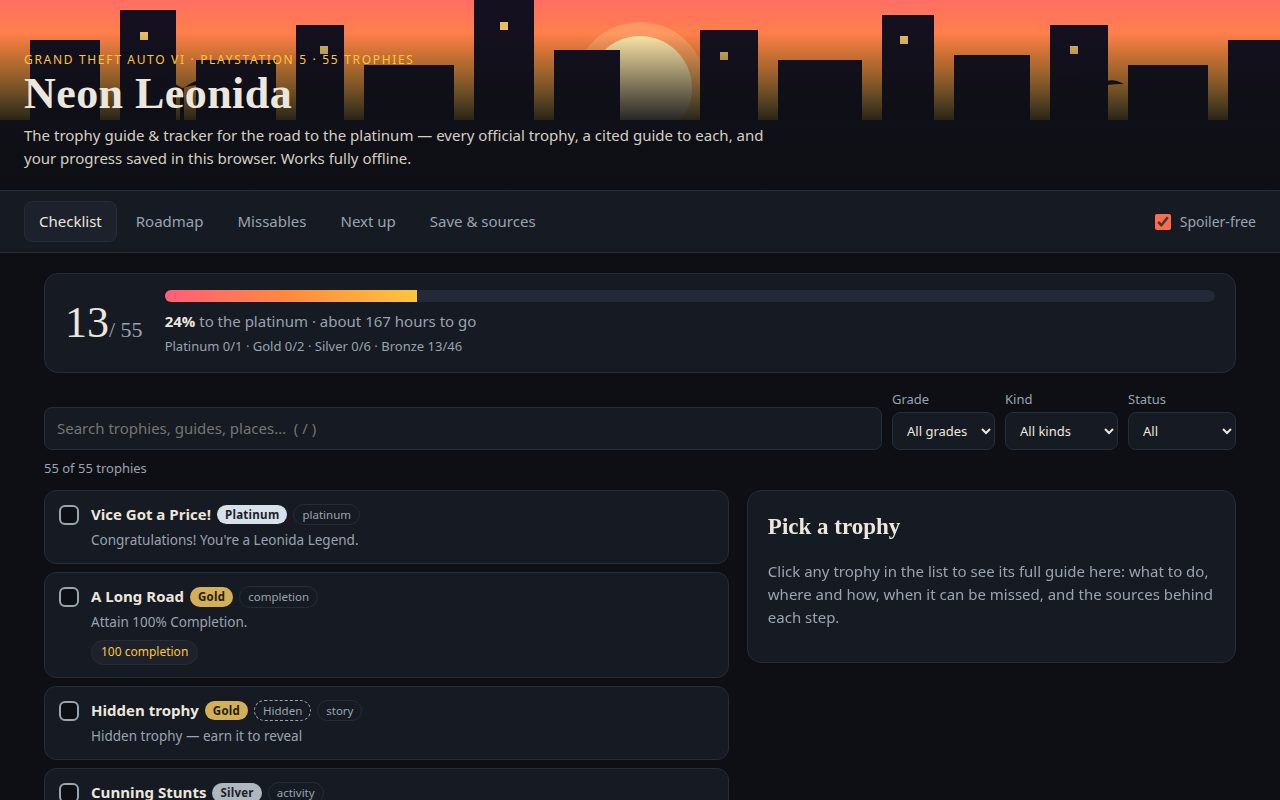 GRAND THEFT AUTO VI · PLAYSTATION 5 · 55 TROPHIES
Neon Leonida
The trophy guide & tracker for the road to the platinum — every official trophy, a cited guide to each, and
your progress saved in this browser. Works fully offline.
Checklist Roadmap Missables Next up Save & sources Spoiler-free
13 / 55
24% to the platinum · about 167 hours to go
Platinum 0/1 · Gold 0/2 · Silver 0/6 · Bronze 13/46
Grade Kind Status
Search trophies, guides, places… ( / ) All grades All kinds All
55 of 55 trophies
Vice Got a Price! Platinum platinum
Congratulations! You're a Leonida Legend.
A Long Road Gold completion
Attain 100% Completion.
100 completion
Hidden trophy Gold Hidden story
Hidden trophy — earn it to reveal
Cunning Stunts Silver activity
Pick a trophy
Click any trophy in the list to see its full guide here: what to do,
where and how, when it can be missed, and the sources behind
each step.